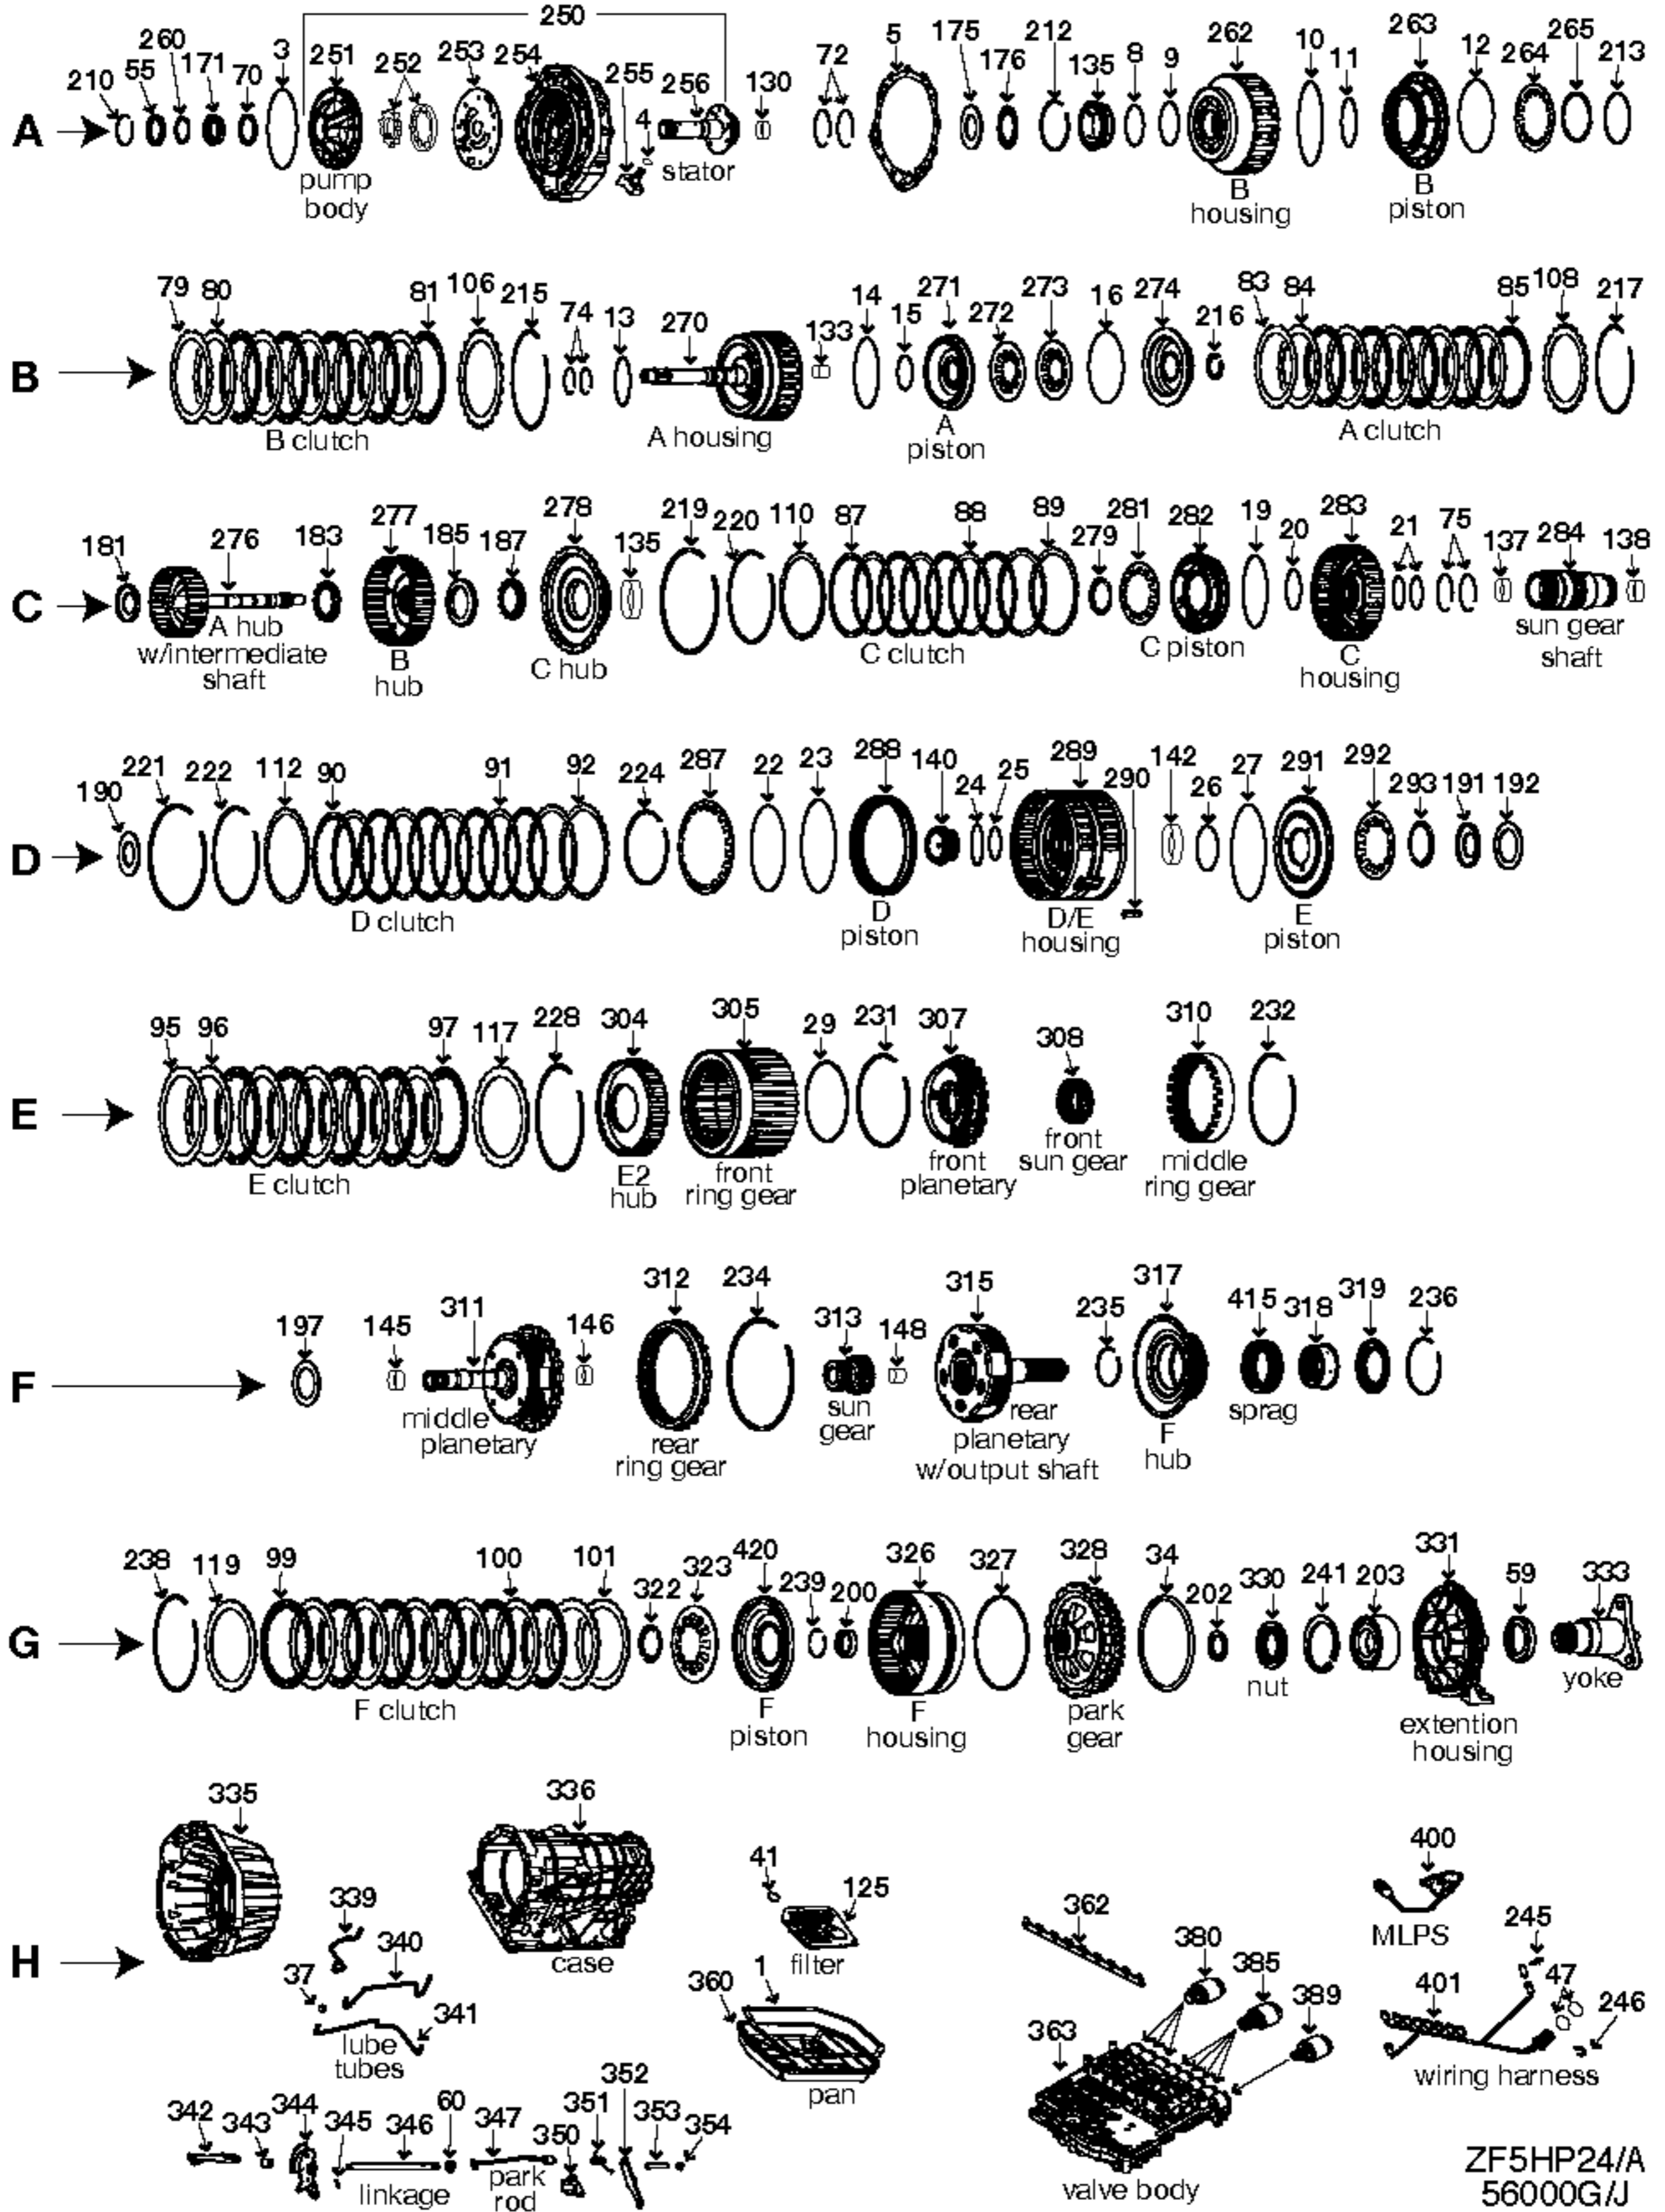 250
210 55 260 171 70 3 251 252 253 254 255 4 256 130 72 5 175 176 212 135 8 9 262 10 11 263 12 264 265 213
A
pump body
stator
B housing
B piston
79 80 81 106 215 74 13 270 133 14 15 271 272 273 16 274 216 83 84 85 108 217
B
B clutch
A housing
A piston
A clutch
181 276 183 277 185 187 278 135 219 220 110 87 88 89 279 281 282 19 20 283 21 75 137 284 138
C
A hub
w/intermediate
shaft
B hub
C hub
C clutch
C piston
C housing
sun gear
shaft
190 221 222 112 90 91 92 224 287 22 23 288 140 24 25 289 290 142 26 27 291 292 293 191 192
D
D clutch
D piston
D/E housing
E piston
95 96 97 117 228 304 305 29 231 307 308 310 232
E
E clutch
E2 hub
front ring gear
front planetary
front sun gear
middle ring gear
197 145 311 146 312 234 313 148 315 235 317 415 318 319 236
F
middle planetary
rear ring gear
sun gear
rear
planetary
w/output shaft
F hub
sprag
238 119 99 100 101 322 323 420 239 200 326 327 328 34 202 330 241 203 331 59 333
G
F clutch
F piston
F housing
park gear
nut
extention housing
yoke
335 336 339 340 37 341 41 125 1 360 362 363 380 385 389 400 245 401 47 246
H
case
lube tubes
filter
pan
MLPS
wiring harness
valve body
342 343 344 345 346 60 347 350 351 352 353 354
linkage
park rod
ZF5HP24/A
56000G/J